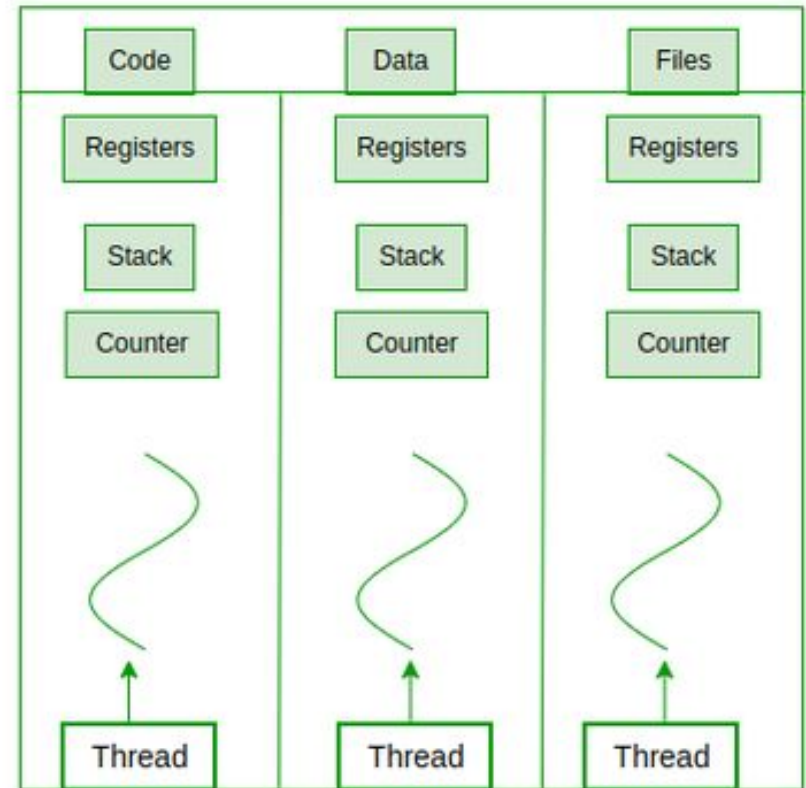 Code Data Files
Registers Registers Registers
Stack Stack Stack
Counter Counter Counter
Thread Thread Thread